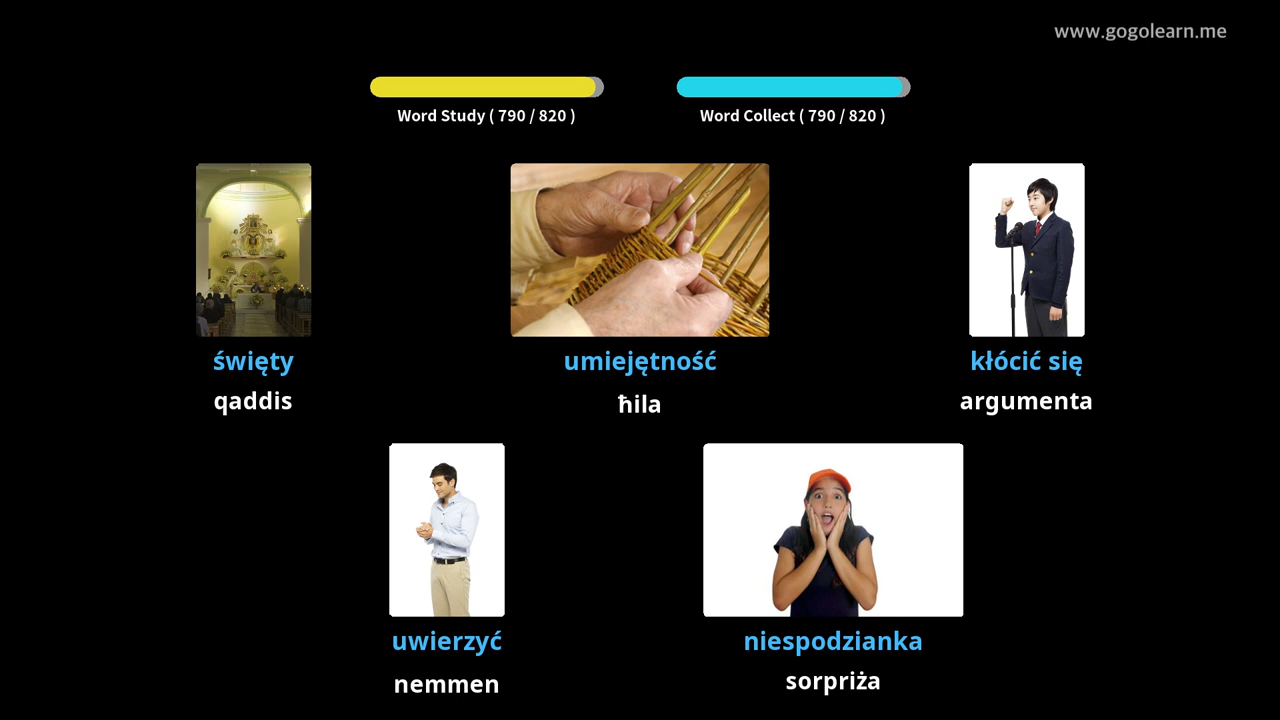 www.gogolearn.me
Word Study ( 790 / 820 )
Word Collect ( 790 / 820 )
święty
qaddis
umiejętność
ħila
kłócić się
argumenta
uwierzyć
nemmen
niespodzianka
sorpriża